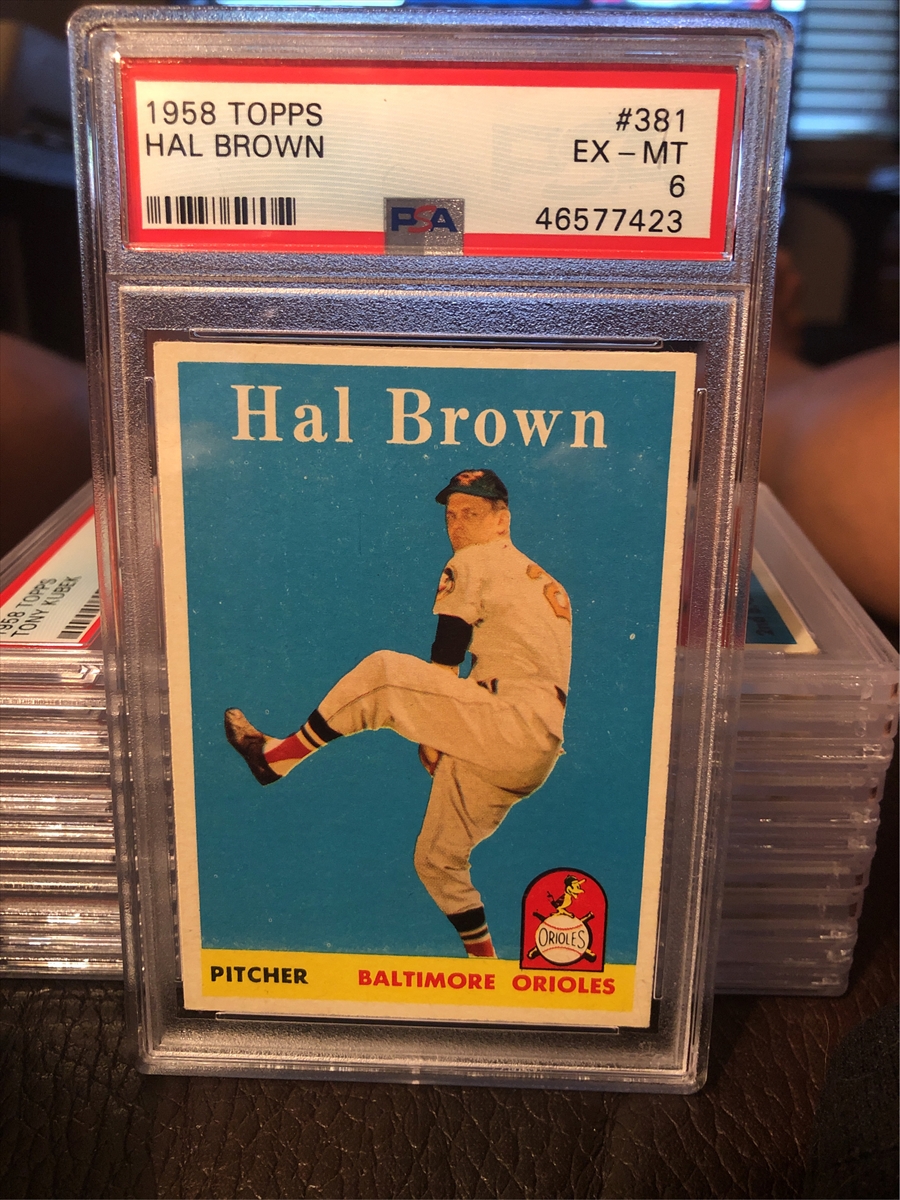 1958 TOPPS
HAL BROWN
#381
EX - MT
6
46577423
PSA
Hal Brown
ORIOLES
PITCHER
BALTIMORE ORIOLES
958 TOPPS
TONY KUBEK